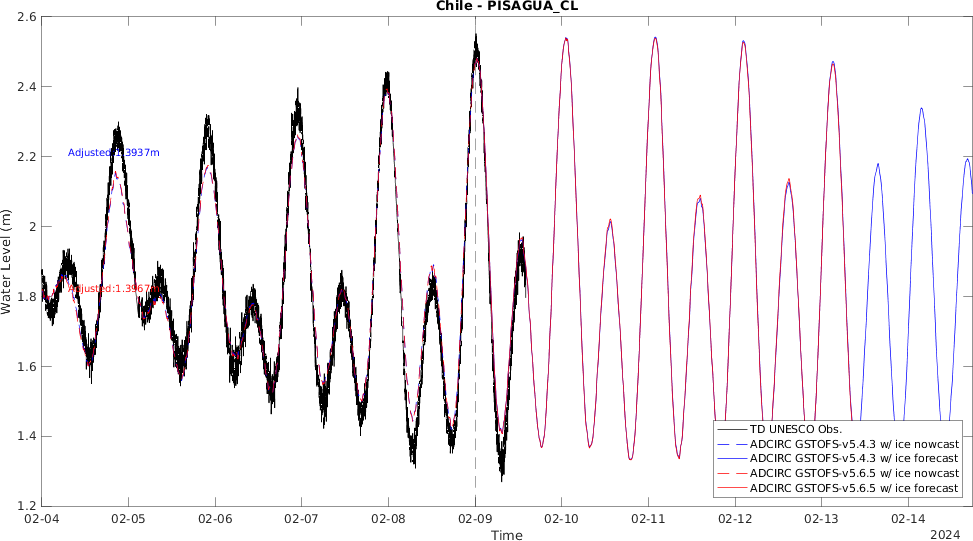 Chile - PISAGUA_CL
2.6
2.4
2.2
2
1.8
1.6
1.4
1.2
Water Level (m)
Adjusted:1.3937m
Adjusted:1.3967m
TD UNESCO Obs.
ADCIRC GSTOFS-v5.4.3 w/ ice nowcast
ADCIRC GSTOFS-v5.4.3 w/ ice forecast
ADCIRC GSTOFS-v5.6.5 w/ ice nowcast
ADCIRC GSTOFS-v5.6.5 w/ ice forecast
02-04 02-05 02-06 02-07 02-08 02-09 02-10 02-11 02-12 02-13 02-14
Time
2024